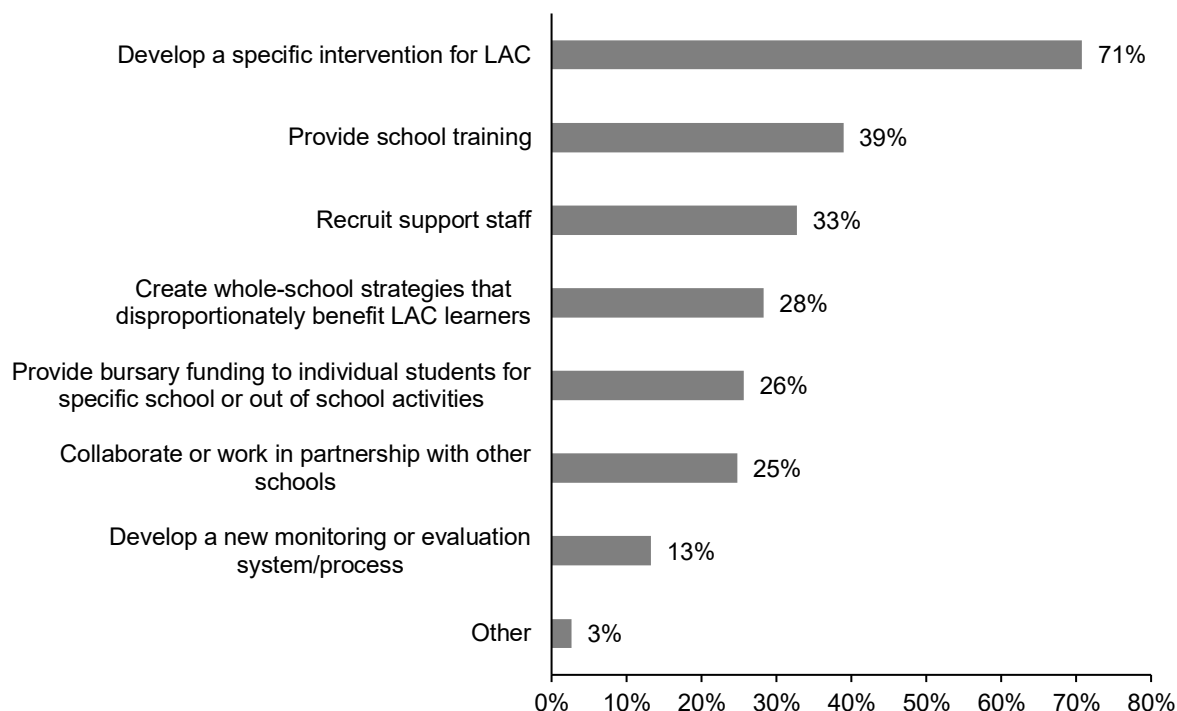 Develop a specific intervention for LAC
71%
Provide school training
39%
Recruit support staff
33%
Create whole-school strategies that
disproportionately benefit LAC learners
28%
Provide bursary funding to individual students for
specific school or out of school activities
26%
Collaborate or work in partnership with other
schools
25%
Develop a new monitoring or evaluation
system/process
13%
Other
3%
0% 10% 20% 30% 40% 50% 60% 70% 80%